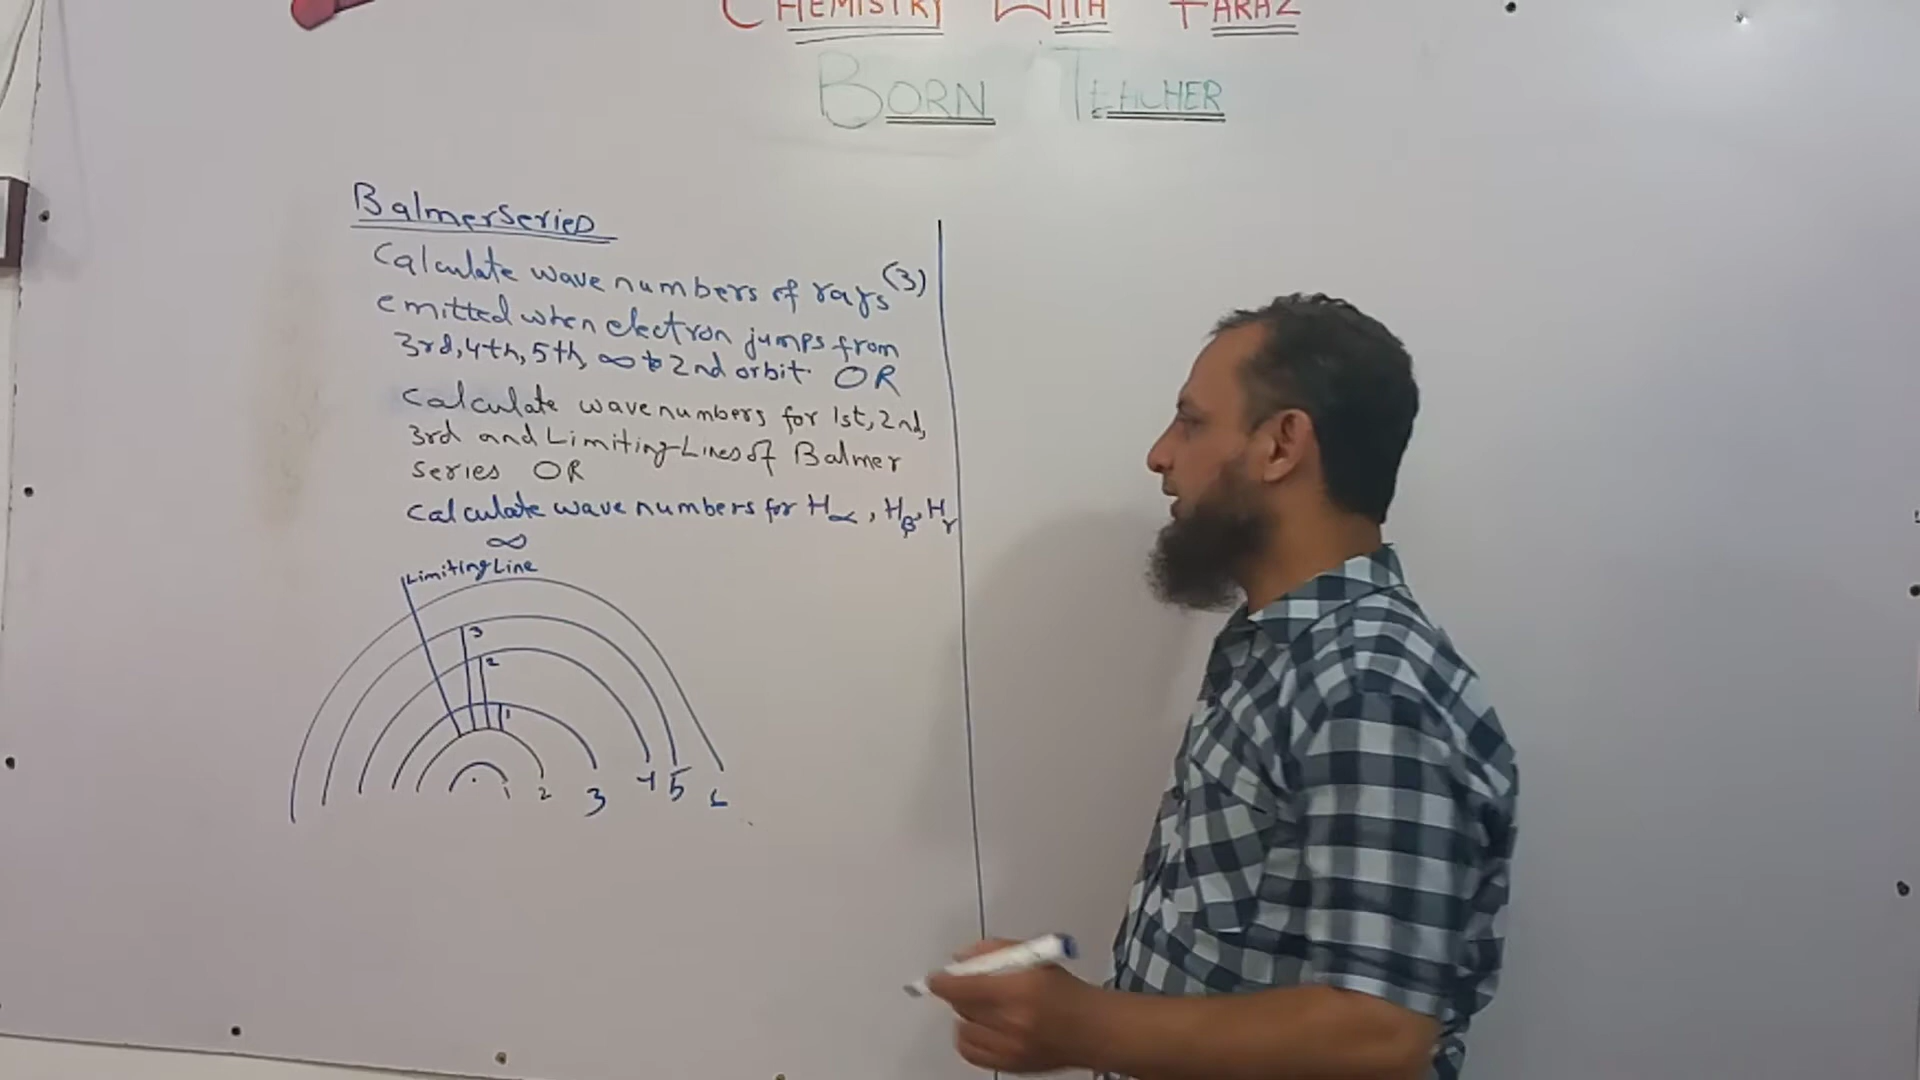 CHEMISTRY WITH FARAZ
BORN TEACHER
Balmer Series
Calculate wave numbers of rays (3)
emitted when electron jumps from
3rd, 4th, 5th, ∞ to 2nd orbit. OR
Calculate wave numbers for 1st, 2nd,
3rd and Limiting Lines of Balmer
series OR
Calculate wave numbers for Hα, Hβ, Hγ
∞
Limiting Line
3
2
1
1 2 3 4 5 6